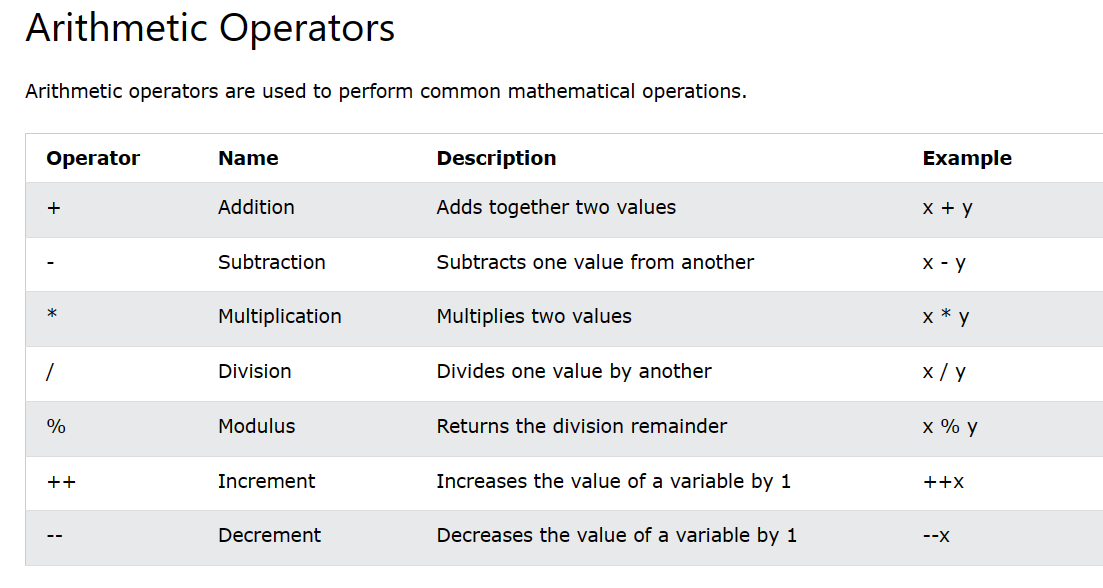 Arithmetic Operators
Arithmetic operators are used to perform common mathematical operations.
Operator Name Description Example
+ Addition Adds together two values x + y
- Subtraction Subtracts one value from another x - y
* Multiplication Multiplies two values x * y
/ Division Divides one value by another x / y
% Modulus Returns the division remainder x % y
++ Increment Increases the value of a variable by 1 ++x
-- Decrement Decreases the value of a variable by 1 --x